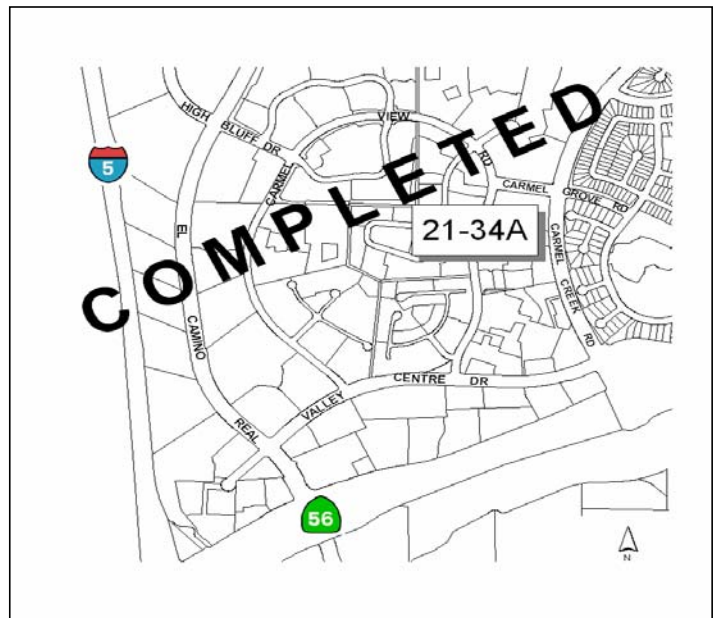 COMPLETED
HIGH BLUFF DR
VIEW
RD
5
CARMEL
CARMEL GROVE RD
21-34A
EL
CAMINO
REAL
CARMEL
CREEK
RD
CENTRE DR
VALLEY
56
N